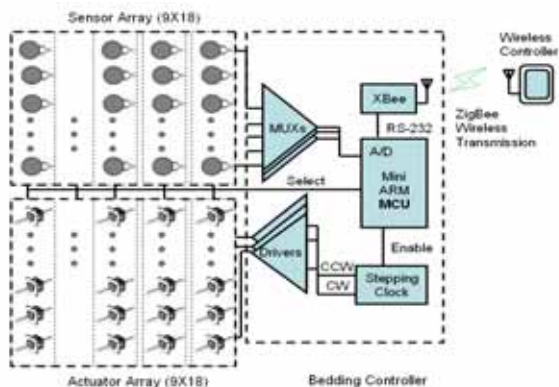 Sensor Array (9X18)
Wireless
Controller
XBee
ZigBee
Wireless
Transmission
RS-232
MUXs
A/D
Mini
ARM
MCU
Select
Enable
Drivers
CCW
CW
Stepping
Clock
Actuator Array (9X18)
Bedding Controller